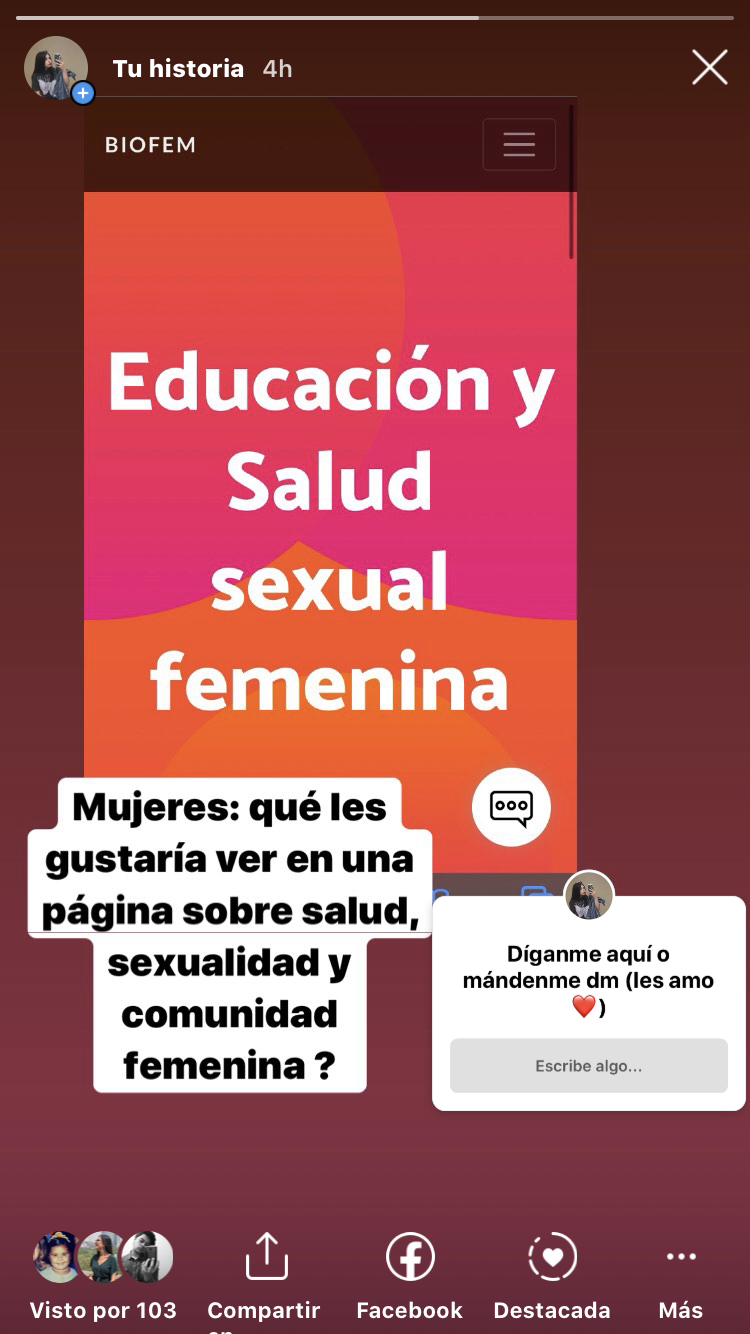 Tu historia 4h
BIOFEM
Educación y
Salud
sexual
femenina
Mujeres: qué les
gustaría ver en una
página sobre salud,
sexualidad y
comunidad
femenina ?
Díganme aquí o
mándenme dm (les amo
❤️)
Escribe algo...
Visto por 103
Compartir
en
Facebook
Destacada
Más